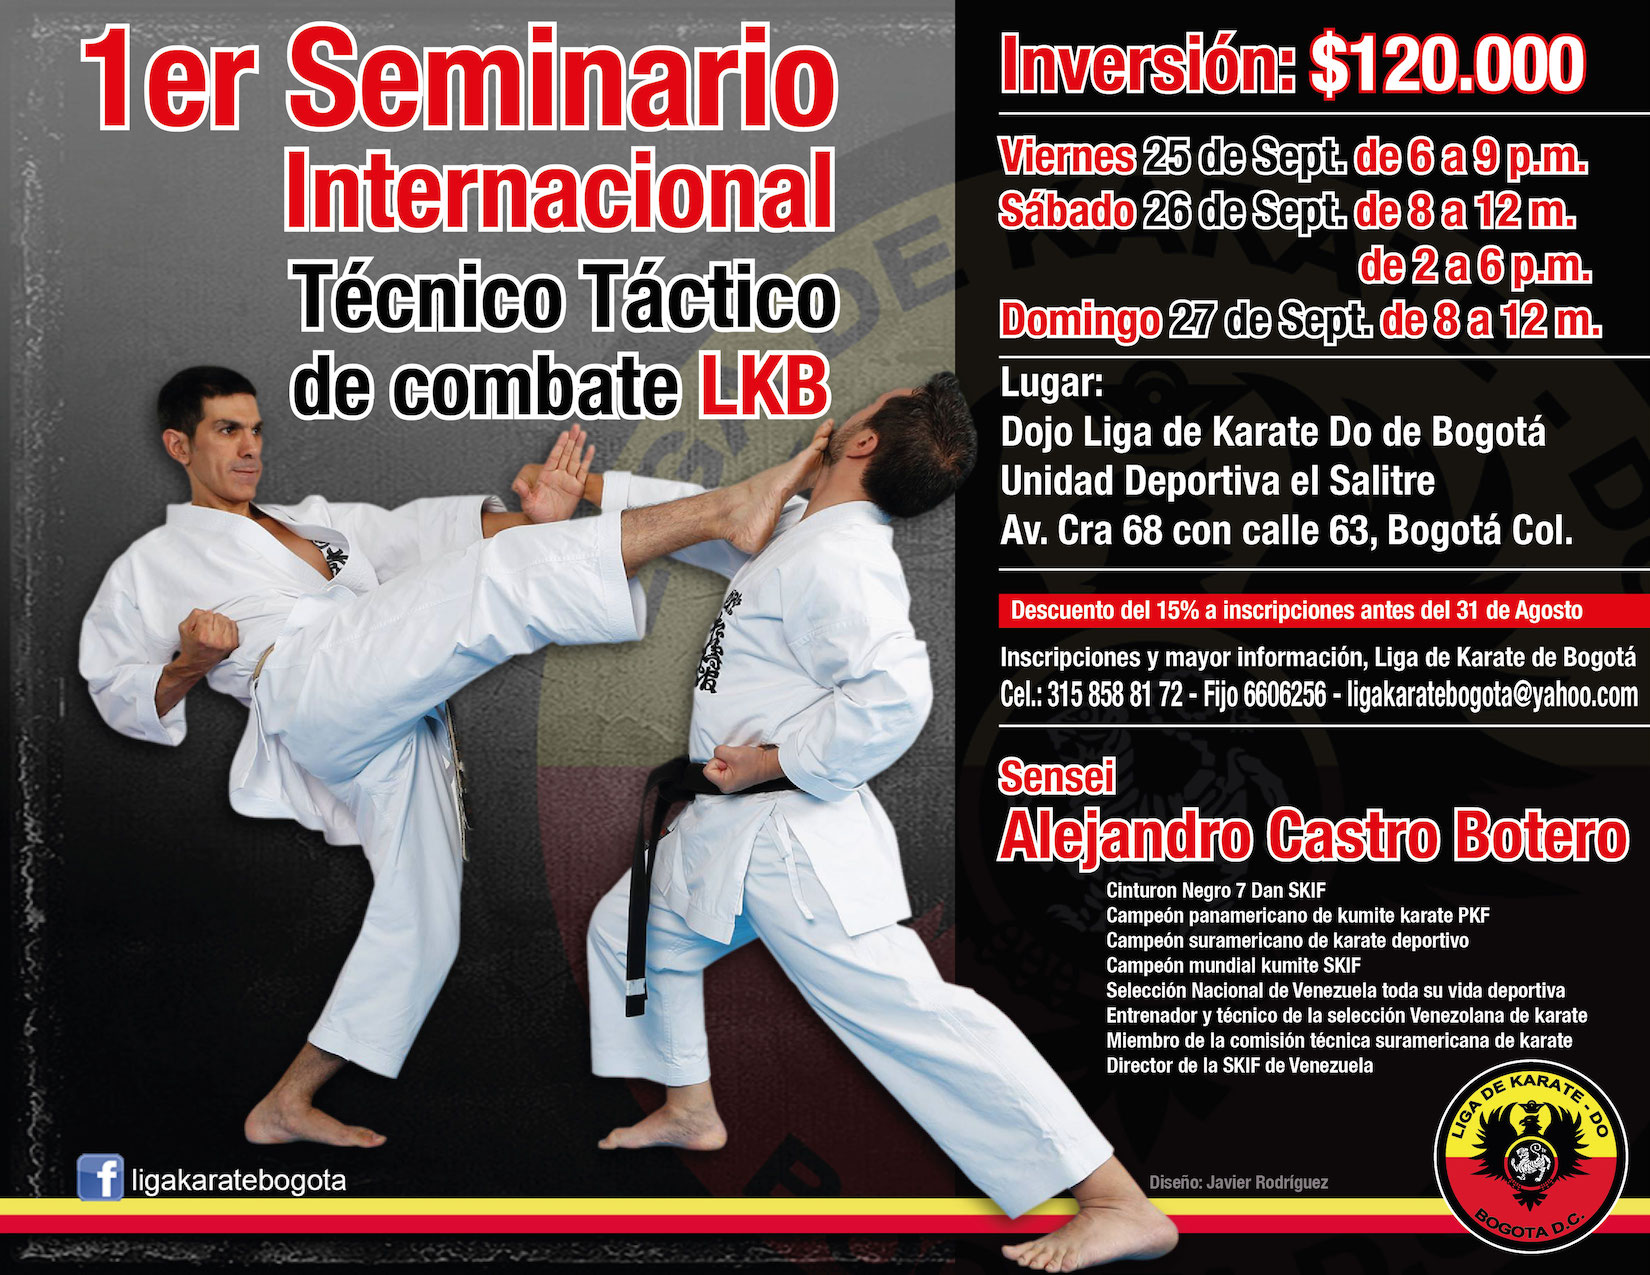 1er Seminario
Internacional
Técnico Táctico
de combate LKB
Inversión: $120.000
Viernes 25 de Sept. de 6 a 9 p.m.
Sábado 26 de Sept. de 8 a 12 m.
de 2 a 6 p.m.
Domingo 27 de Sept. de 8 a 12 m.
Lugar:
Dojo Liga de Karate Do de Bogotá
Unidad Deportiva el Salitre
Av. Cra 68 con calle 63, Bogotá Col.
Descuento del 15% a inscripciones antes del 31 de Agosto
Inscripciones y mayor información, Liga de Karate de Bogotá
Cel.: 315 858 81 72 - Fijo 6606256 - ligakaratebogota@yahoo.com
Sensei
Alejandro Castro Botero
Cinturon Negro 7 Dan SKIF
Campeón panamericano de kumite karate PKF
Campeón suramericano de karate deportivo
Campeón mundial kumite SKIF
Selección Nacional de Venezuela toda su vida deportiva
Entrenador y técnico de la selección Venezolana de karate
Miembro de la comisión técnica suramericana de karate
Director de la SKIF de Venezuela
LIGA DE KARATE - DO
BOGOTA D.C.
Diseño: Javier Rodríguez
f ligakaratebogota